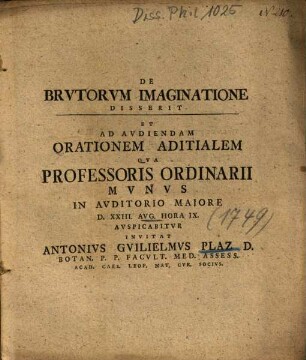 Diss. Phil 1025
DE
BRVTORVM IMAGINATIONE
DISSERIT
ET
AD AVDIENDAM
ORATIONEM ADITIALEM
QVA
PROFESSORIS ORDINARII
MVNVS
IN AVDITORIO MAIORE
D. XXIII. AVG. HORA IX.
(1749)
AVSPICABITVR
INVITAT
ANTONIVS GVILIELMVS PLAZ D.
BOTAN. P. P. FACVLT. MED. ASSESS.
ACAD. CAES. LEOP. NAT. CVR. SOCIVS.